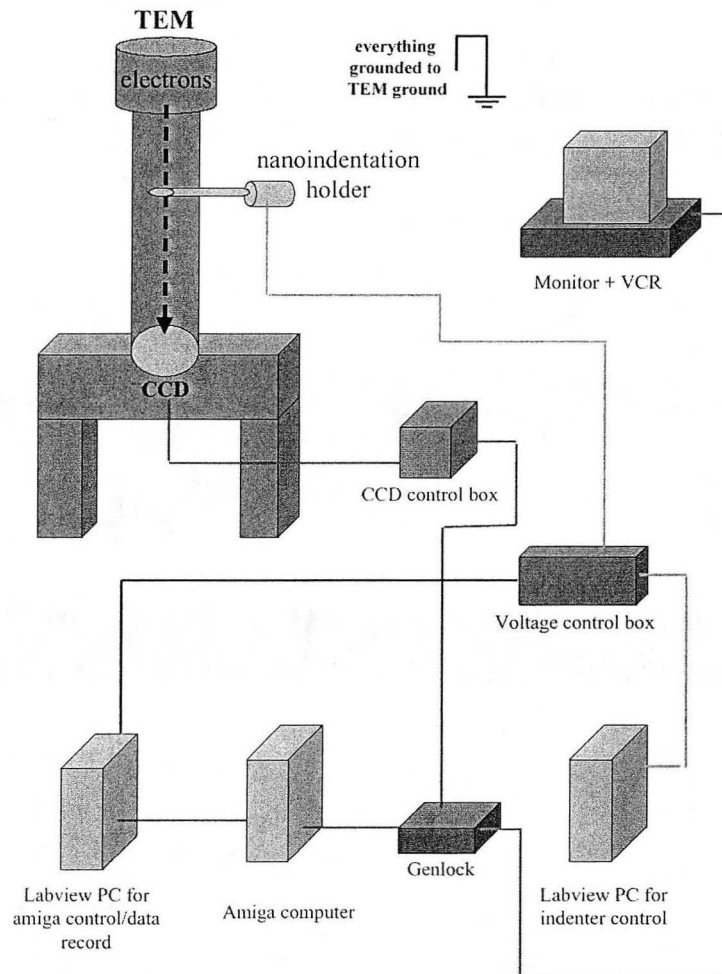 TEM
electrons
everything
grounded to
TEM ground
nanoindentation
holder
Monitor + VCR
CCD
CCD control box
Voltage control box
Labview PC for
amiga control/data
record
Amiga computer
Genlock
Labview PC for
indenter control